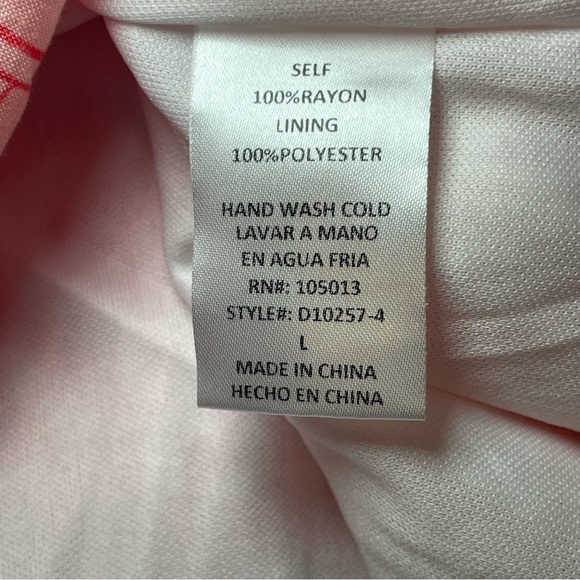 SELF
100%RAYON
LINING
100%POLYESTER
HAND WASH COLD
LAVAR A MANO
EN AGUA FRIA
RN#: 105013
STYLE#: D10257-4
L
MADE IN CHINA
HECHO EN CHINA